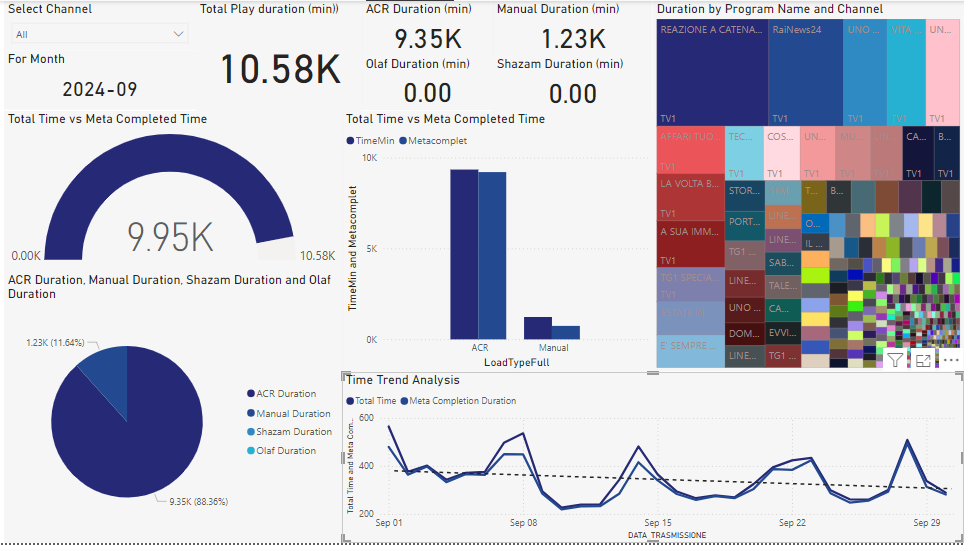 Select Channel
All
For Month
2024-09
Total Play duration (min))
10.58K
ACR Duration (min)
9.35K
Olaf Duration (min)
0.00
Manual Duration (min)
1.23K
Shazam Duration (min)
0.00
Total Time vs Meta Completed Time
9.95K
0.00K
10.58K
ACR Duration, Manual Duration, Shazam Duration and Olaf
Duration
1.23K (11.64%)
9.35K (88.36%)
ACR Duration
Manual Duration
Shazam Duration
Olaf Duration
Total Time vs Meta Completed Time
TimeMin
Metacomplet
TimeMin and Metacomplet
10K
5K
0K
ACR
Manual
LoadTypeFull
Duration by Program Name and Channel
REAZIONE A CATENA...
TV1
RaiNews24
TV1
UNO ...
TV1
VITA ...
TV1
UN...
TV1
AFFARI TUO...
TV1
TEC...
TV1
COS...
TV1
UN...
TV1
TV1
TV1
CA...
TV1
B...
TV1
LA VOLTA B...
TV1
A SUA IMM...
TV1
TG1 SPECIA...
TV1
E' SEMPRE ...
STOR...
PORT...
TG1 ...
LINE...
UNO ...
DOM...
LINE...
LINE...
LINE...
SAB...
TALE...
CA...
EVVI...
TG1 ...
T...
B...
O...
IL ...
Time Trend Analysis
Total Time
Meta Completion Duration
Total Time and Meta Com...
600
400
200
Sep 01
Sep 08
Sep 15
Sep 22
Sep 29
DATA_TRASMISSIONE